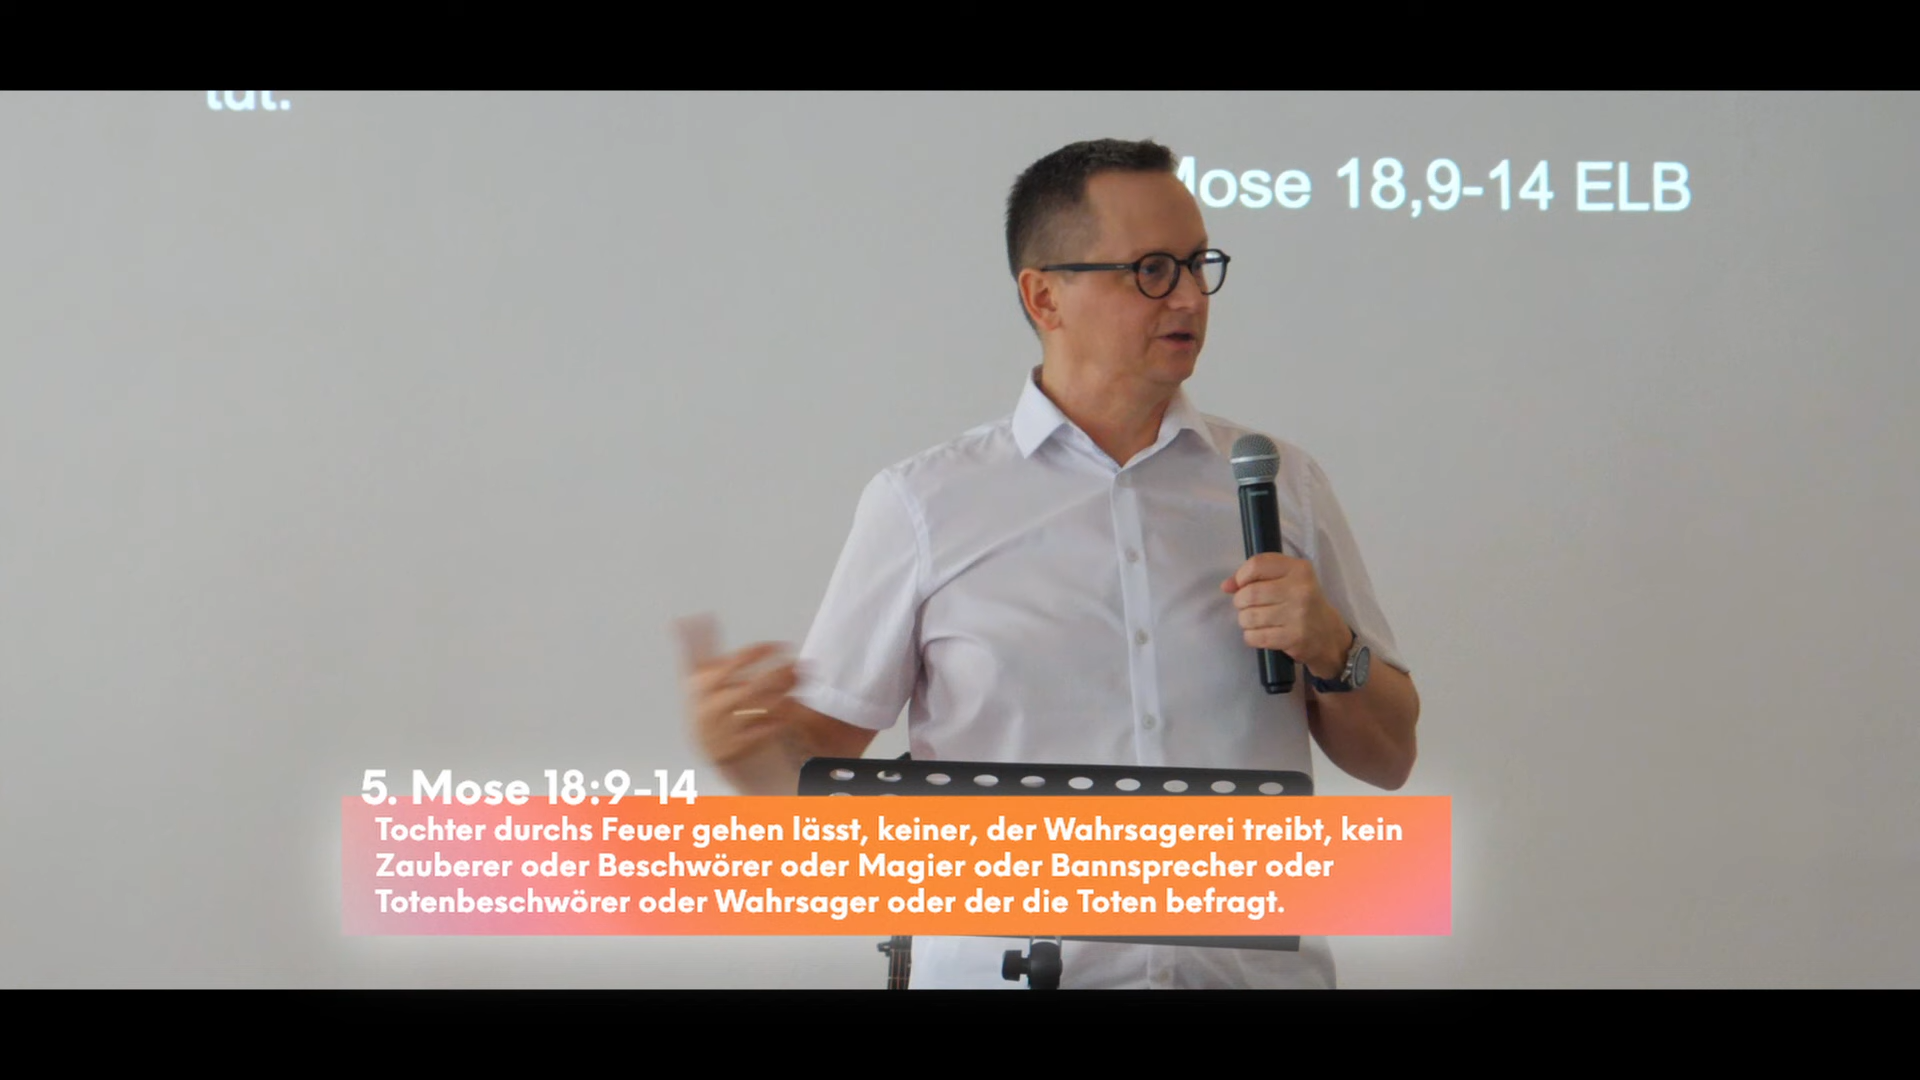 tut.
Mose 18,9-14 ELB
5. Mose 18:9-14
Tochter durchs Feuer gehen lässt, keiner, der Wahrsagerei treibt, kein
Zauberer oder Beschwörer oder Magier oder Bannsprecher oder
Totenbeschwörer oder Wahrsager oder der die Toten befragt.